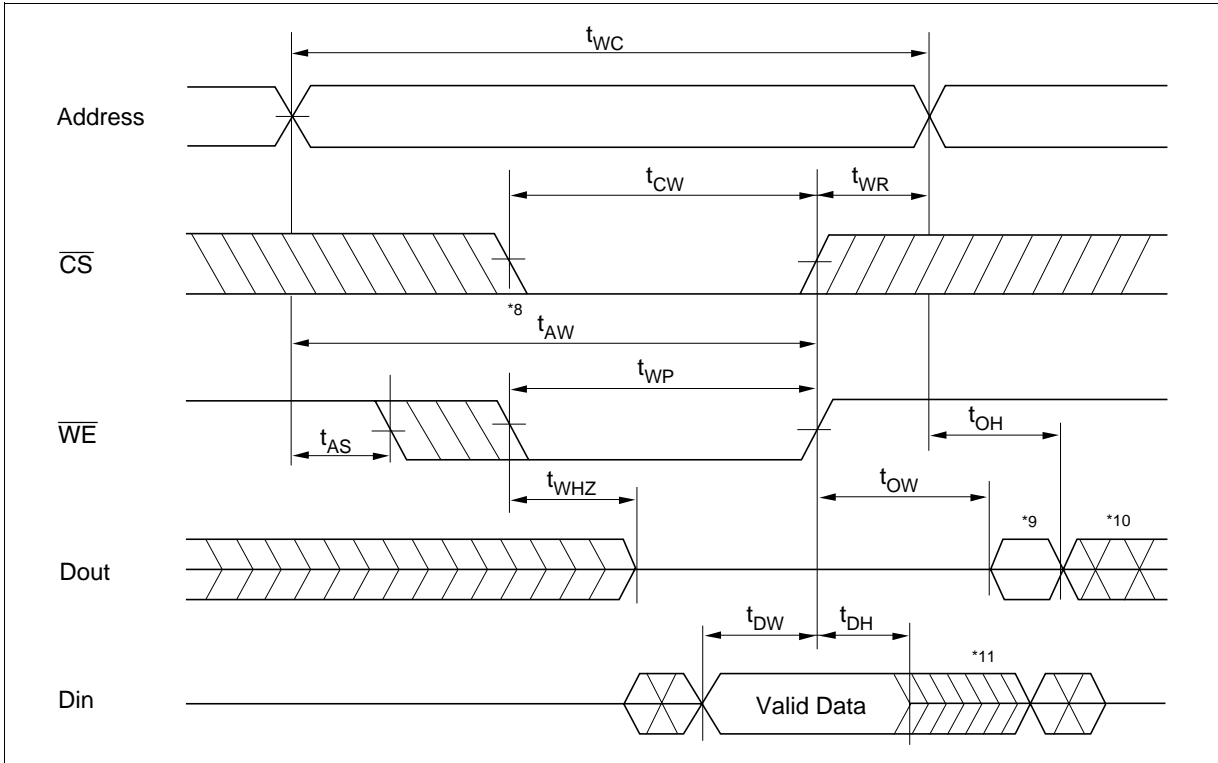 tWC
Address
tCW
tWR
CS
*8
tAW
tWP
WE
tAS
tOH
tWHZ
tOW
*9
*10
Dout
tDW
tDH
*11
Din
Valid Data